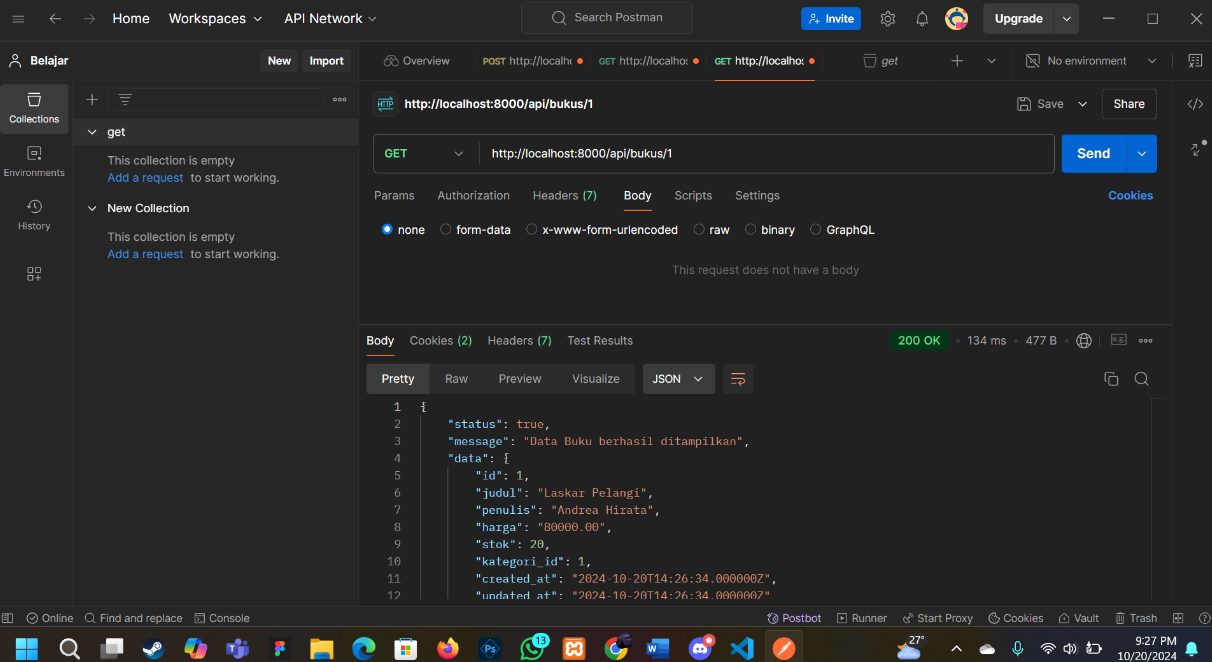 Home Workspaces API Network Search Postman Invite Upgrade
Belajar New Import Overview POST http://localhe GET http://localhos GET http://localhos get No environment
Collections
Environments
History
get
This collection is empty
Add a request to start working.
New Collection
This collection is empty
Add a request to start working.
HTTP http://localhost:8000/api/bukus/1 Save Share
GET http://localhost:8000/api/bukus/1 Send
Params Authorization Headers (7) Body Scripts Settings Cookies
none form-data x-www-form-urlencoded raw binary GraphQL
This request does not have a body
Body Cookies (2) Headers (7) Test Results 200 OK • 134 ms • 477 B e.g.
Pretty Raw Preview Visualize JSON
1 {
2 "status": true,
3 "message": "Data Buku berhasil ditampilkan",
4 "data": {
5 "id": 1,
6 "judul": "Laskar Pelangi",
7 "penulis": "Andrea Hirata",
8 "harga": "80000.00",
9 "stok": 20,
10 "kategori_id": 1,
11 "created_at": "2024-10-20T14:26:34.000000Z",
12 "updated_at": "2024-10-20T14:26:34.000000Z"
Online Find and replace Console Postbot Runner Start Proxy Cookies Vault Trash
Ps 13 27° 9:27 PM
10/20/2024